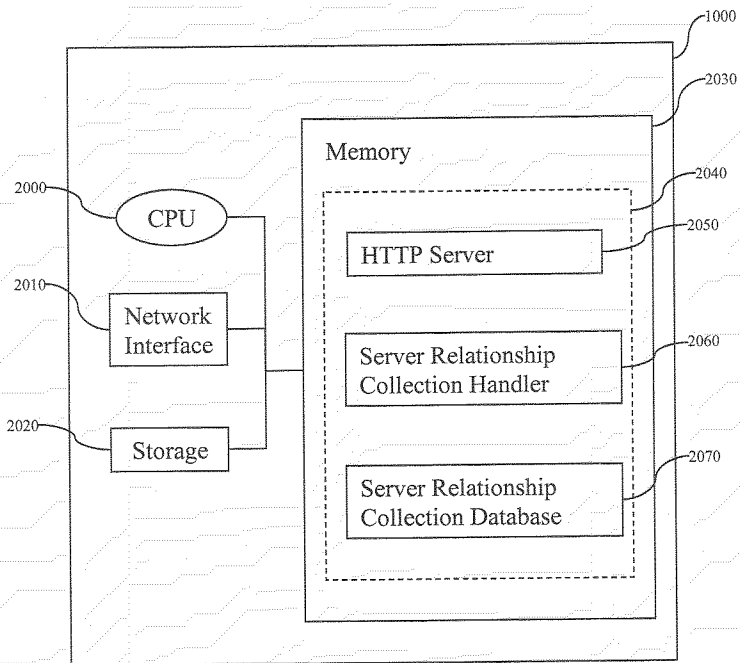 1000
2030
Memory
2040
2000
CPU
2050
HTTP Server
2010
Network
Interface
2060
Server Relationship
Collection Handler
2020
Storage
2070
Server Relationship
Collection Database